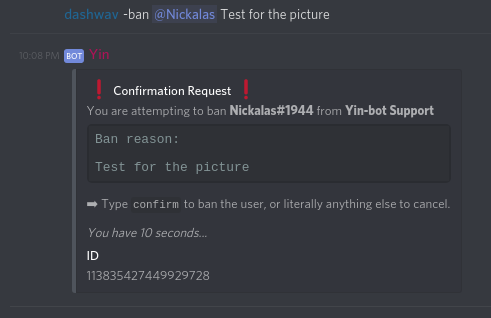 dashwav -ban @Nickalas Test for the picture
10:08 PM BOT Yin
❗ Confirmation Request ❗
You are attempting to ban Nickalas#1944 from Yin-bot Support
Ban reason:
Test for the picture
➡ Type confirm to ban the user, or literally anything else to cancel.
You have 10 seconds...
ID
113835427449929728